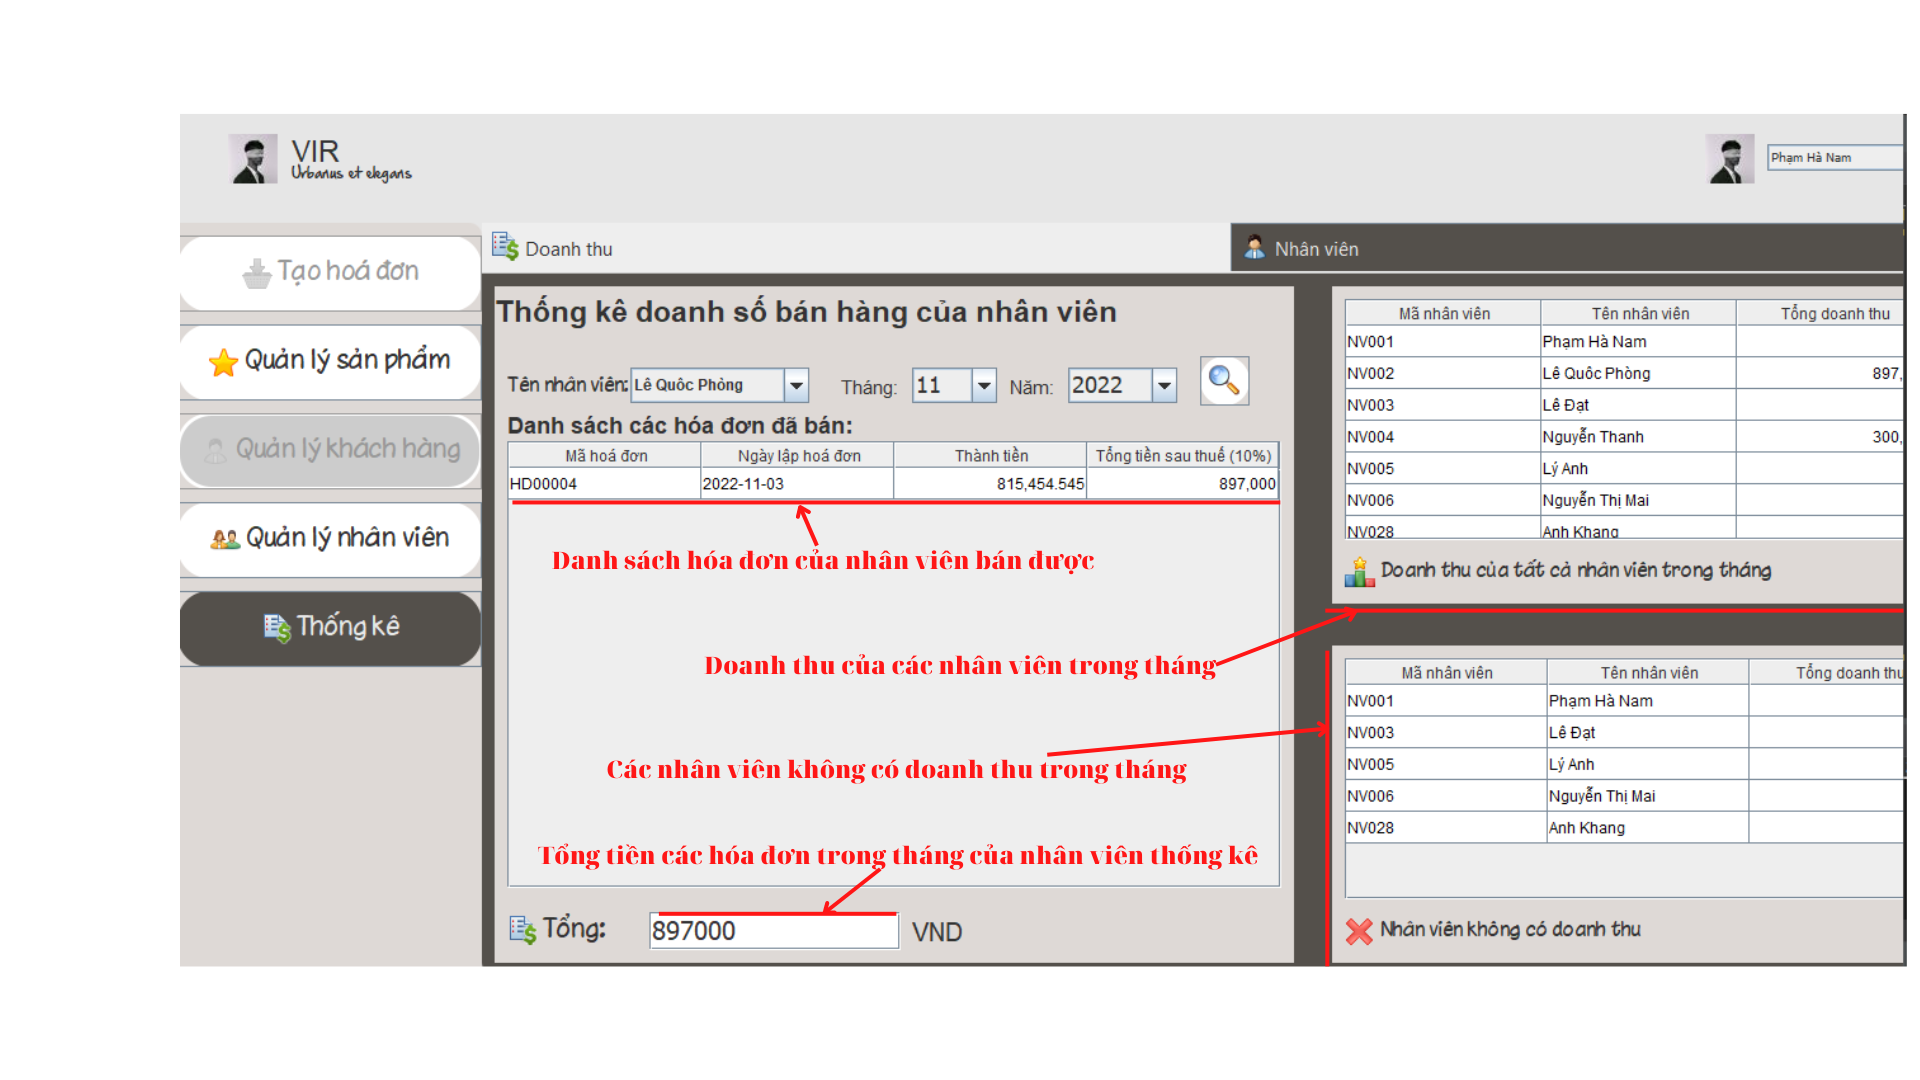 VIR
Urbanus et elegans
Phạm Hà Nam
Tạo hoá đơn
Quản lý sản phẩm
Quản lý khách hàng
Quản lý nhân viên
Thống kê
Doanh thu
Nhân viên
Thống kê doanh số bán hàng của nhân viên
Tên nhân viên: Lê Quôc Phòng Tháng: 11 Năm: 2022
Danh sách các hóa đơn đã bán:
Mã hoá đơn Ngày lập hoá đơn Thành tiền Tổng tiền sau thuế (10%)
HD00004 2022-11-03 815,454.545 897,000
Danh sách hóa đơn của nhân viên bán được
Doanh thu của các nhân viên trong tháng
Các nhân viên không có doanh thu trong tháng
Tổng tiền các hóa đơn trong tháng của nhân viên thống kê
Tổng: 897000 VND
Mã nhân viên Tên nhân viên Tổng doanh thu
NV001 Phạm Hà Nam
NV002 Lê Quôc Phòng 897,
NV003 Lê Đạt
NV004 Nguyễn Thanh 300,
NV005 Lý Anh
NV006 Nguyễn Thị Mai
NV028 Anh Khang
Doanh thu của tất cả nhân viên trong tháng
Mã nhân viên Tên nhân viên Tổng doanh thu
NV001 Phạm Hà Nam
NV003 Lê Đạt
NV005 Lý Anh
NV006 Nguyễn Thị Mai
NV028 Anh Khang
Nhân viên không có doanh thu